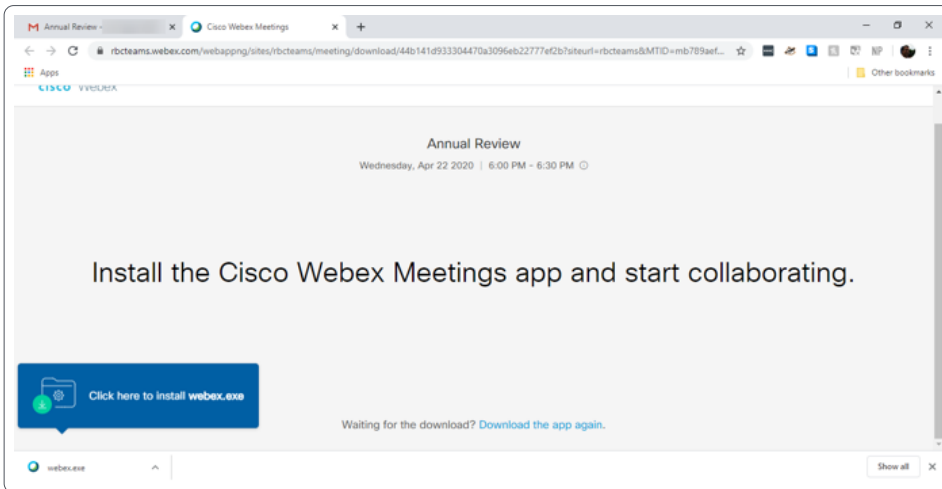 Annual Review -
Cisco Webex Meetings
rbcteams.webex.com/webappng/sites/rbcteams/meeting/download/44b141d933304470a3096eb22777ef2b?siteurl=rbcteams&MTID=mb789aef...
Apps
Other bookmarks
cisco Webex
Annual Review
Wednesday, Apr 22 2020 | 6:00 PM - 6:30 PM
Install the Cisco Webex Meetings app and start collaborating.
Click here to install webex.exe
Waiting for the download? Download the app again.
webex.exe
Show all